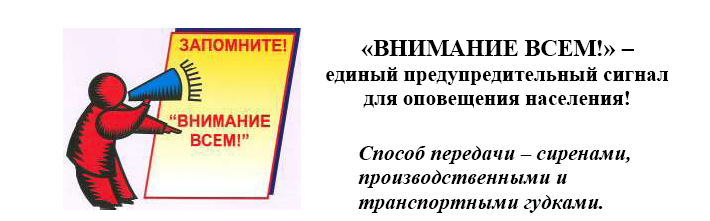 ЗАПОМНИТЕ!
“ВНИМАНИЕ
ВСЕМ!”
«ВНИМАНИЕ ВСЕМ!» –
единый предупредительный сигнал
для оповещения населения!
Способ передачи – сиренами,
производственными и
транспортными гудками.